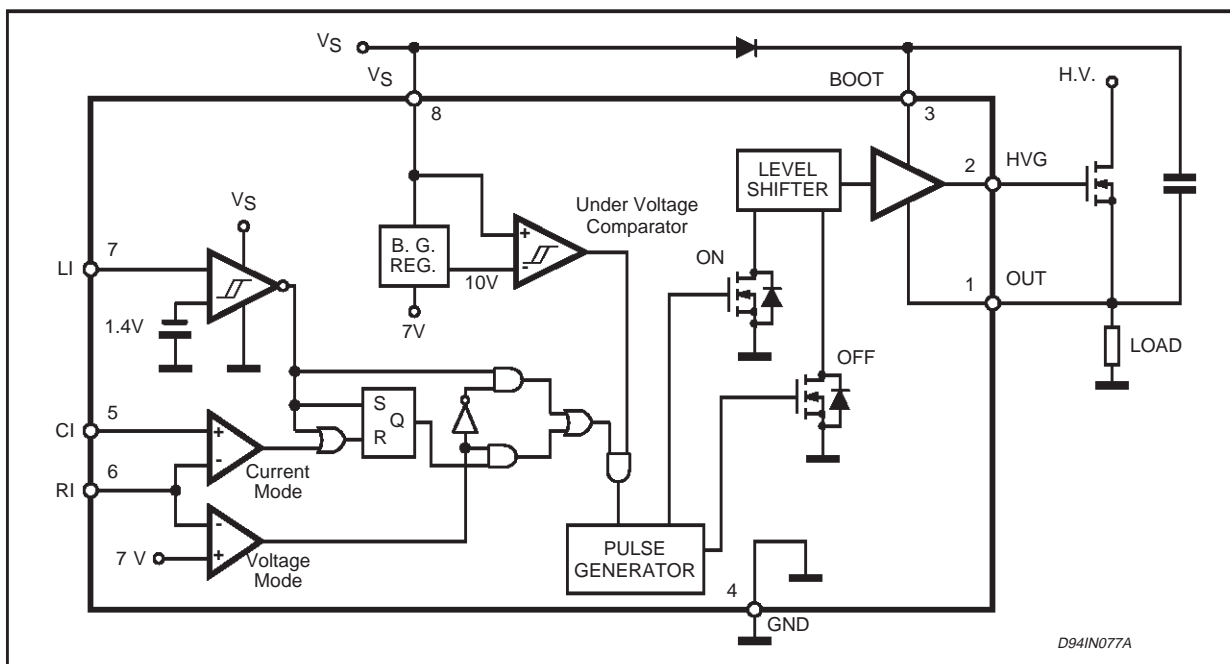 VS
VS
BOOT
H.V.
8
3
LEVEL
SHIFTER
2
HVG
VS
Under Voltage
Comparator
7
LI
B. G.
REG.
+
-
10V
ON
1
OUT
1.4V
7V
OFF
LOAD
5
CI
+
-
S
Q
R
Current
Mode
6
RI
-
+
7 V
Voltage
Mode
PULSE
GENERATOR
4
GND
D94IN077A